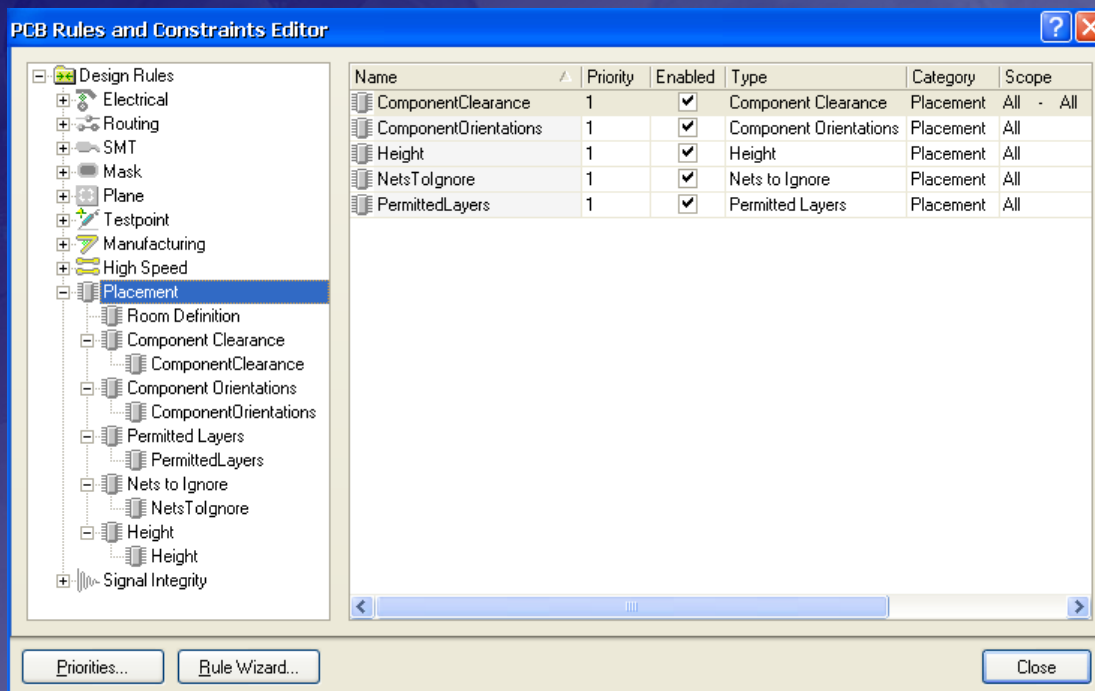 PCB Rules and Constraints Editor
Design Rules
Electrical
Routing
SMT
Mask
Plane
Testpoint
Manufacturing
High Speed
Placement
Room Definition
Component Clearance
ComponentClearance
Component Orientations
ComponentOrientations
Permitted Layers
PermittedLayers
Nets to Ignore
NetsToIgnore
Height
Height
Signal Integrity
Name Priority Enabled Type Category Scope
ComponentClearance 1 Component Clearance Placement All - All
ComponentOrientations 1 Component Orientations Placement All
Height 1 Height Placement All
NetsToIgnore 1 Nets to Ignore Placement All
PermittedLayers 1 Permitted Layers Placement All
Priorities... Rule Wizard... Close